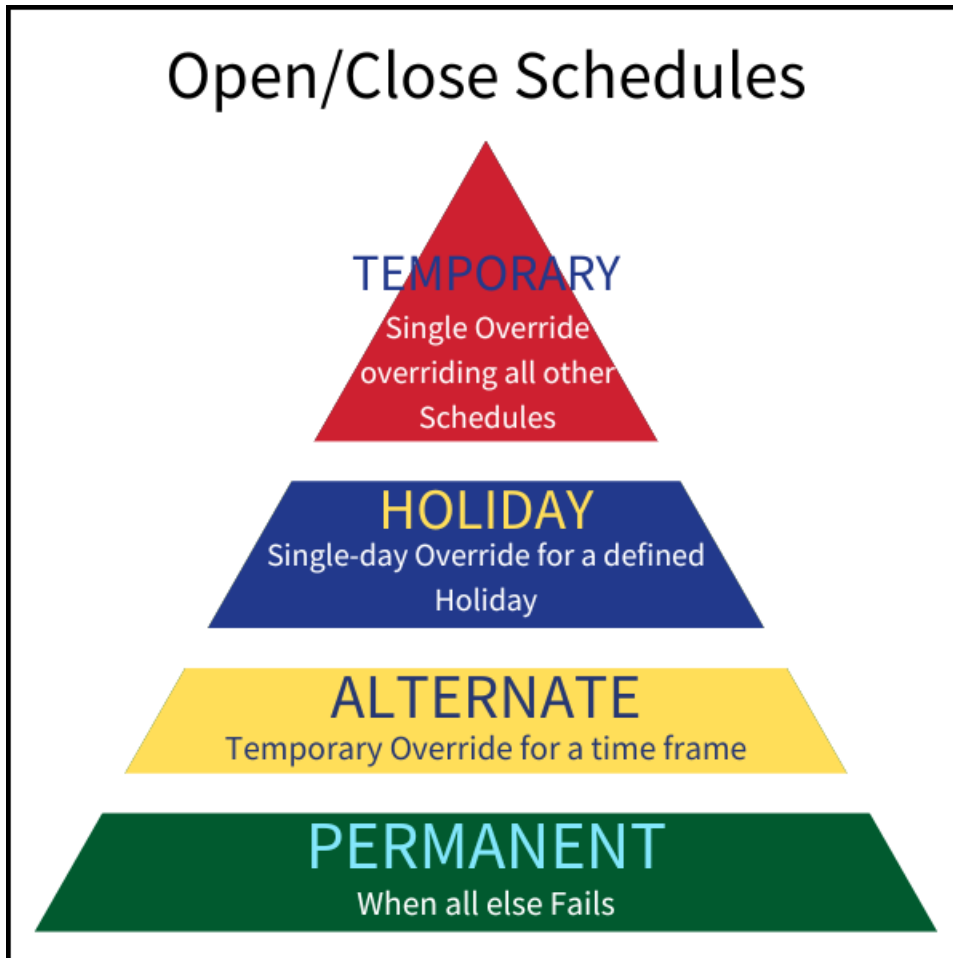 Open/Close Schedules
TEMPORARY
Single Override
overriding all other
Schedules
HOLIDAY
Single-day Override for a defined
Holiday
ALTERNATE
Temporary Override for a time frame
PERMANENT
When all else Fails